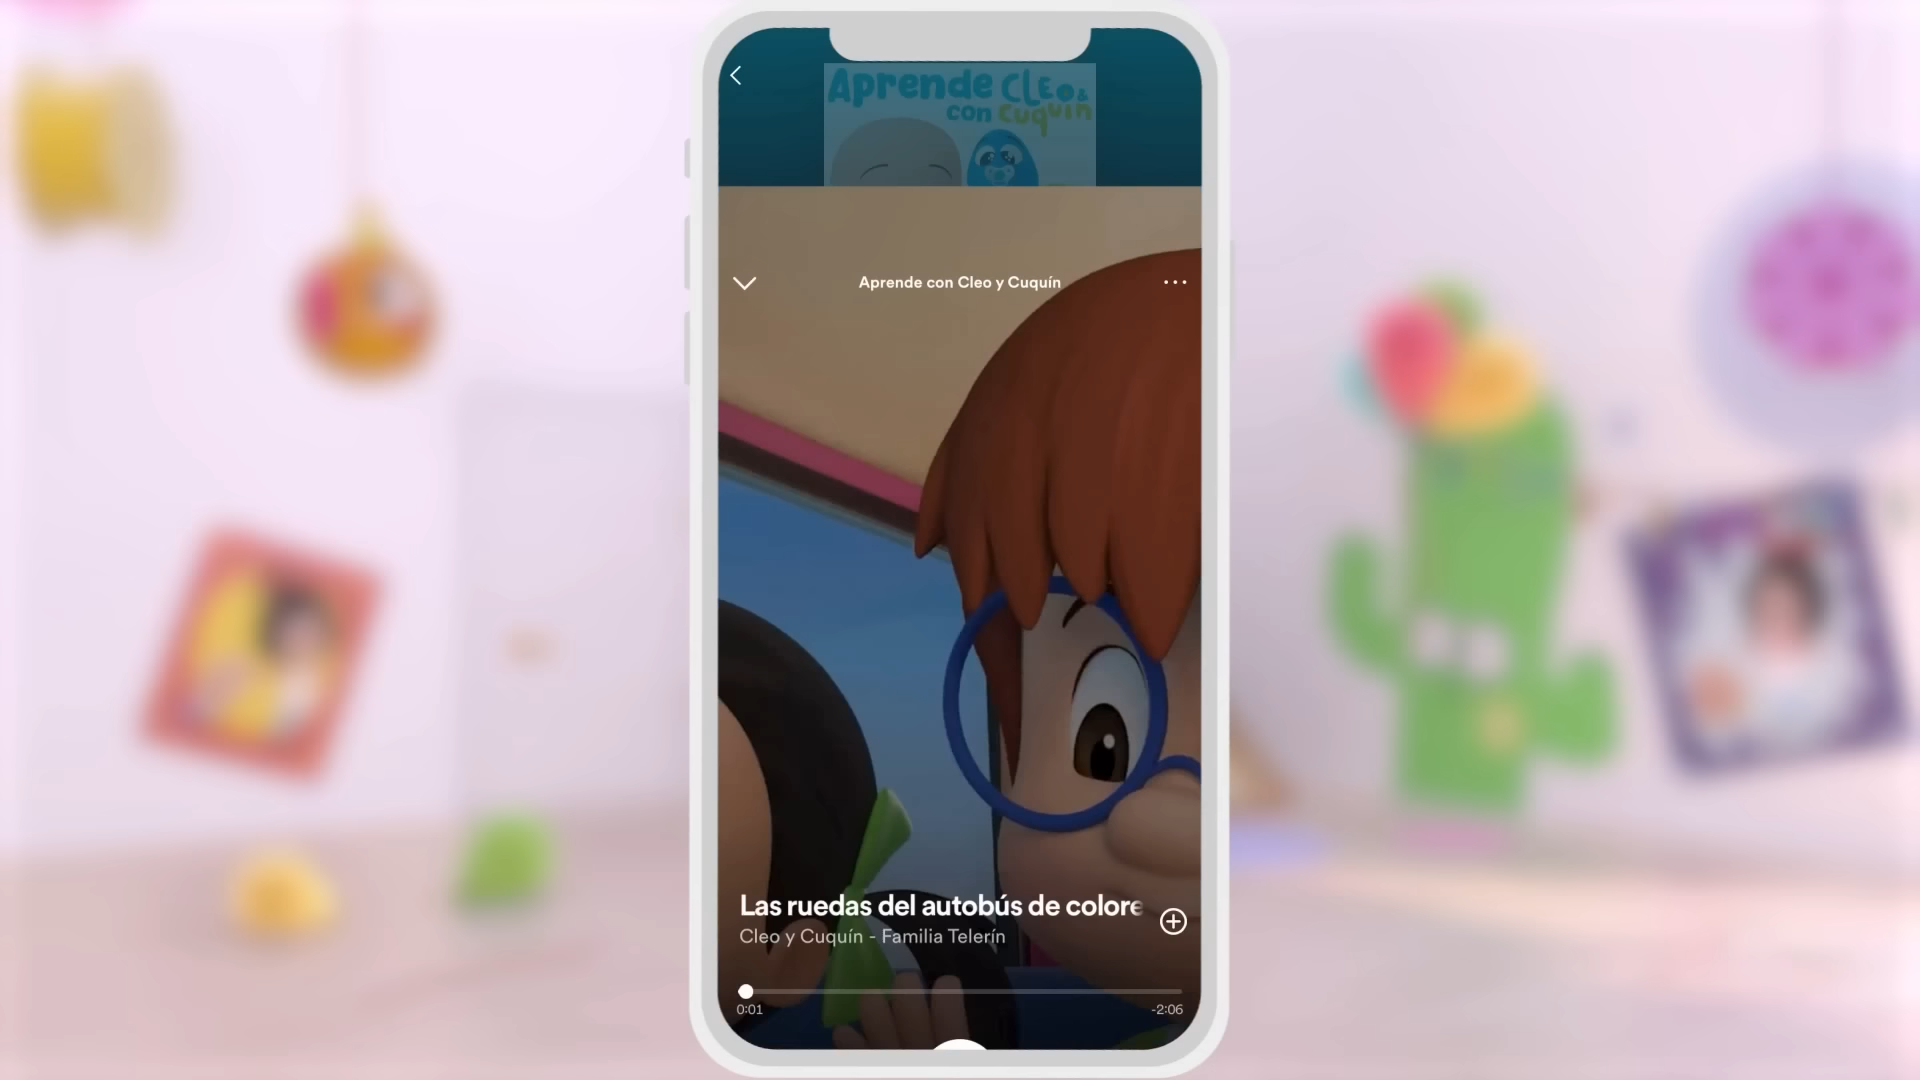 Aprende CLEO &
con cuquin
Aprende con Cleo y Cuquín
Las ruedas del autobús de colore
Cleo y Cuquín - Familia Telerín
0:01
-2:06